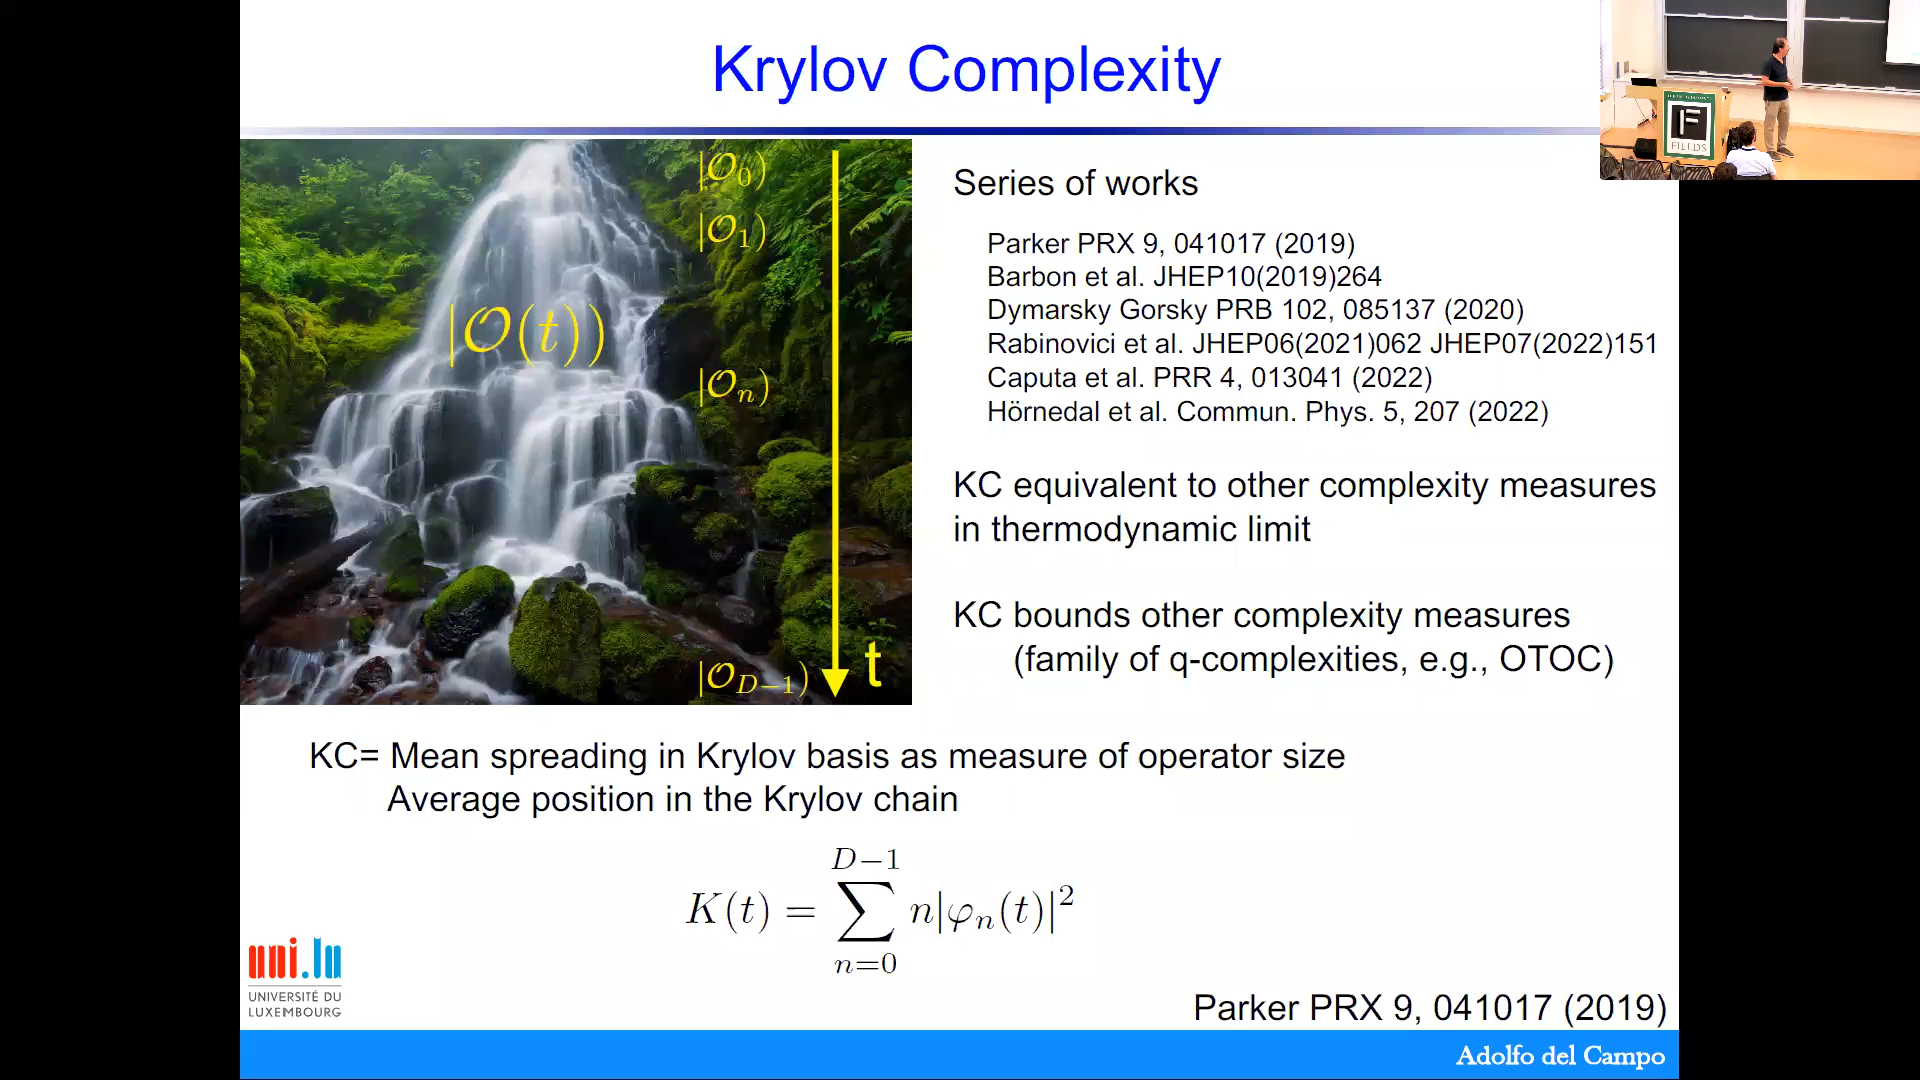 Krylov Complexity
|𝒪₀)
|𝒪₁)
|𝒪(t))
|𝒪ₙ)
|𝒪_{D−1})
t
Series of works
Parker PRX 9, 041017 (2019)
Barbon et al. JHEP10(2019)264
Dymarsky Gorsky PRB 102, 085137 (2020)
Rabinovici et al. JHEP06(2021)062 JHEP07(2022)151
Caputa et al. PRR 4, 013041 (2022)
Hörnedal et al. Commun. Phys. 5, 207 (2022)
KC equivalent to other complexity measures
in thermodynamic limit
KC bounds other complexity measures
(family of q-complexities, e.g., OTOC)
KC= Mean spreading in Krylov basis as measure of operator size
Average position in the Krylov chain
K(t) = ∑_{n=0}^{D−1} n|φₙ(t)|²
uni.lu
UNIVERSITÉ DU
LUXEMBOURG
Parker PRX 9, 041017 (2019)
Adolfo del Campo
F
FIELDS